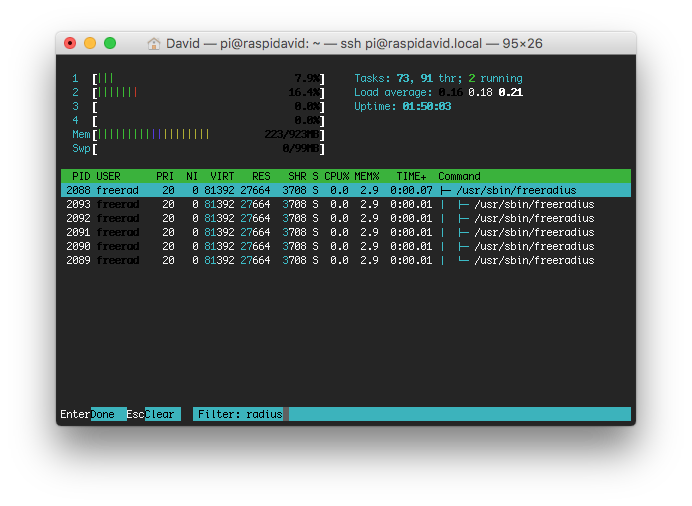 David — pi@raspidavid: ~ — ssh pi@raspidavid.local — 95×26
1 [||| 7.9%] Tasks: 73, 91 thr; 2 running
2 [||||||| 16.4%] Load average: 0.16 0.18 0.21
3 [ 0.0%] Uptime: 01:50:03
4 [ 0.0%]
Mem[||||||||||||||||||| 223/923MB]
Swp[ 0/99MB]
PID USER PRI NI VIRT RES SHR S CPU% MEM% TIME+ Command
2088 freerad 20 0 81392 27664 3708 S 0.0 2.9 0:00.07 ├─ /usr/sbin/freeradius
2093 freerad 20 0 81392 27664 3708 S 0.0 2.9 0:00.01 │ ├─ /usr/sbin/freeradius
2092 freerad 20 0 81392 27664 3708 S 0.0 2.9 0:00.01 │ ├─ /usr/sbin/freeradius
2091 freerad 20 0 81392 27664 3708 S 0.0 2.9 0:00.01 │ ├─ /usr/sbin/freeradius
2090 freerad 20 0 81392 27664 3708 S 0.0 2.9 0:00.01 │ ├─ /usr/sbin/freeradius
2089 freerad 20 0 81392 27664 3708 S 0.0 2.9 0:00.01 │ └─ /usr/sbin/freeradius
EnterDone EscClear Filter: radius